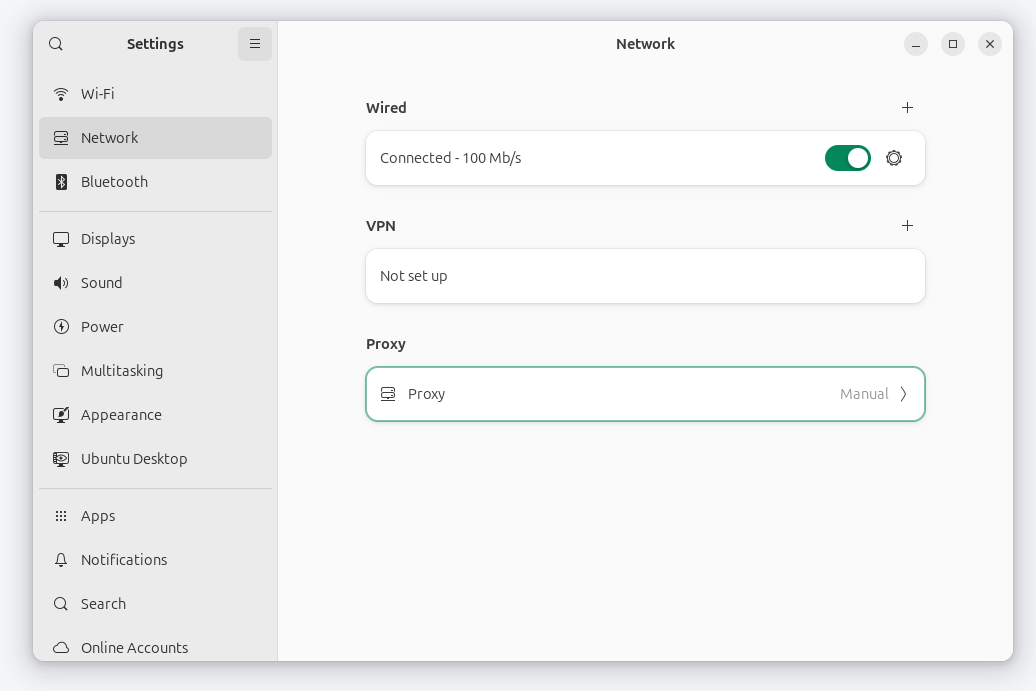 Settings
Wi-Fi
Network
Bluetooth
Displays
Sound
Power
Multitasking
Appearance
Ubuntu Desktop
Apps
Notifications
Search
Online Accounts
Network
Wired
Connected - 100 Mb/s
VPN
Not set up
Proxy
Proxy Manual